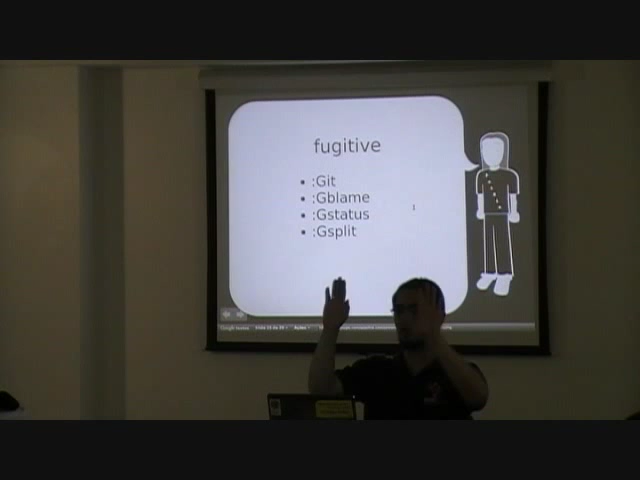 fugitive
• :Git
• :Gblame
• :Gstatus
• :Gsplit